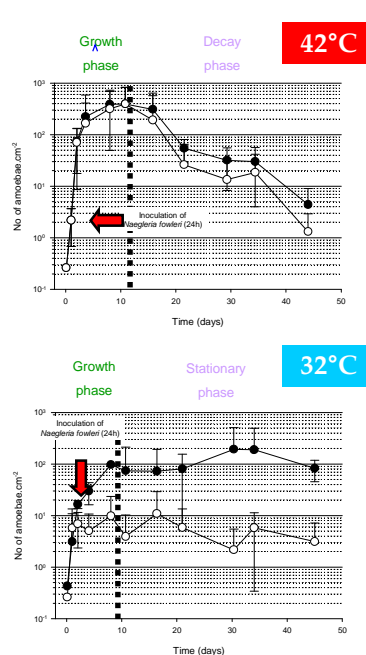 Growth
phase
Decay
phase
42°C
10³
10²
10¹
10⁰
10⁻¹
No of amoebae.cm⁻²
Inoculation of
Naegleria fowleri (24h)
0 10 20 30 40 50
Time (days)
Growth
phase
Stationary
phase
32°C
Inoculation of
Naegleria fowleri (24h)
10³
10²
10¹
10⁰
10⁻¹
No of amoebae.cm⁻²
0 10 20 30 40 50
Time (days)